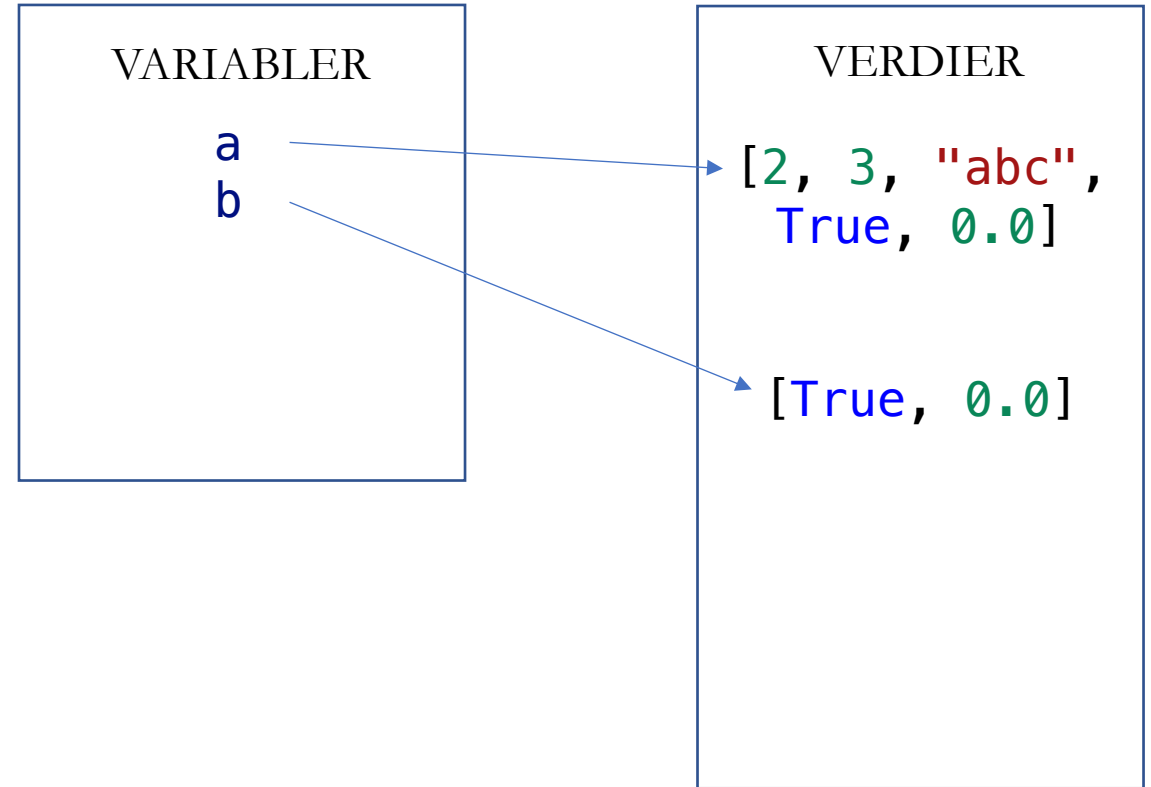 VARIABLER
a
b
VERDIER
[2, 3, "abc",
True, 0.0]
[True, 0.0]